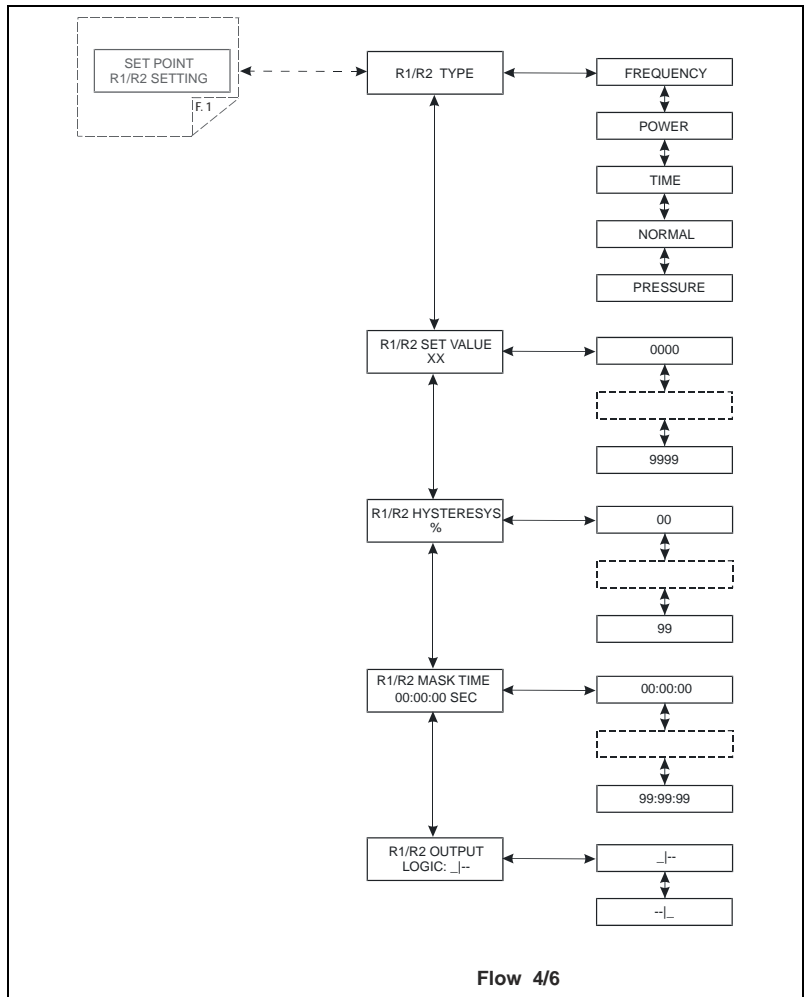 SET POINT
R1/R2 SETTING
F. 1
R1/R2 TYPE
FREQUENCY
POWER
TIME
NORMAL
PRESSURE
R1/R2 SET VALUE
XX
0000
9999
R1/R2 HYSTERESYS
%
00
99
R1/R2 MASK TIME
00:00:00 SEC
00:00:00
99:99:99
R1/R2 OUTPUT
LOGIC: _|--
_|--
--|_
Flow 4/6